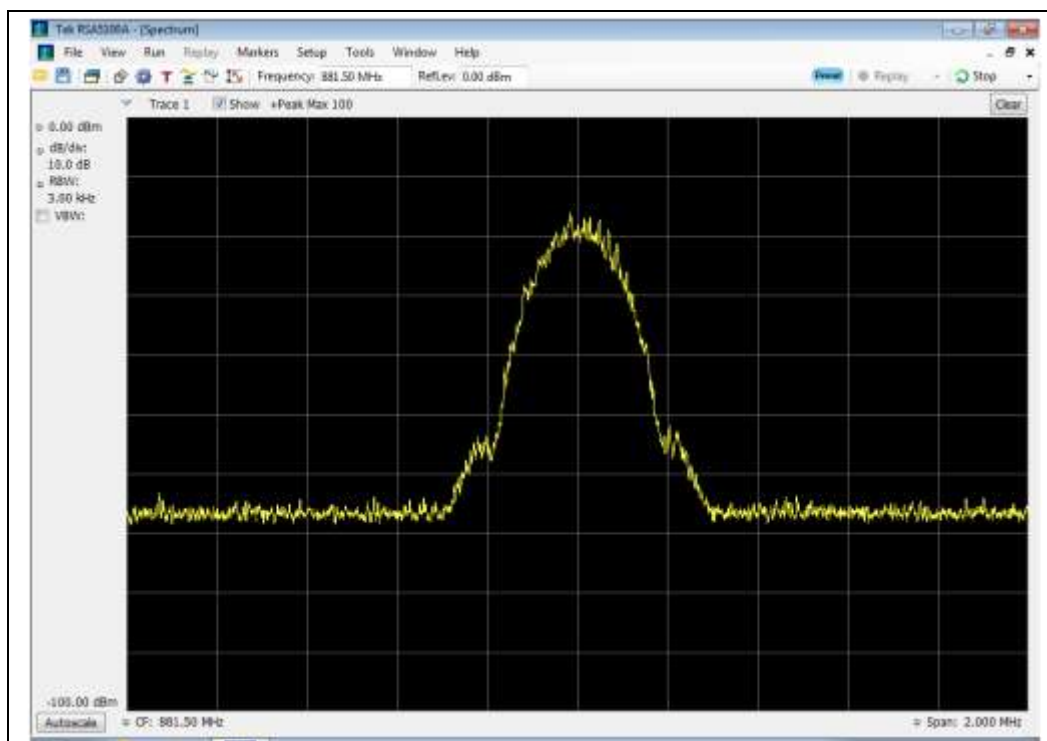 Tek RSA5100A - [Spectrum]
File View Run Replay Markers Setup Tools Window Help
Frequency: 881.50 MHz RefLev: 0.00 dBm Preset Replay Stop
Trace 1 Show +Peak Max 100 Clear
0.00 dBm
dB/div:
10.0 dB
RBW:
3.00 kHz
VBW:
-100.00 dBm
Autoscale CF: 881.50 MHz Span: 2.000 MHz